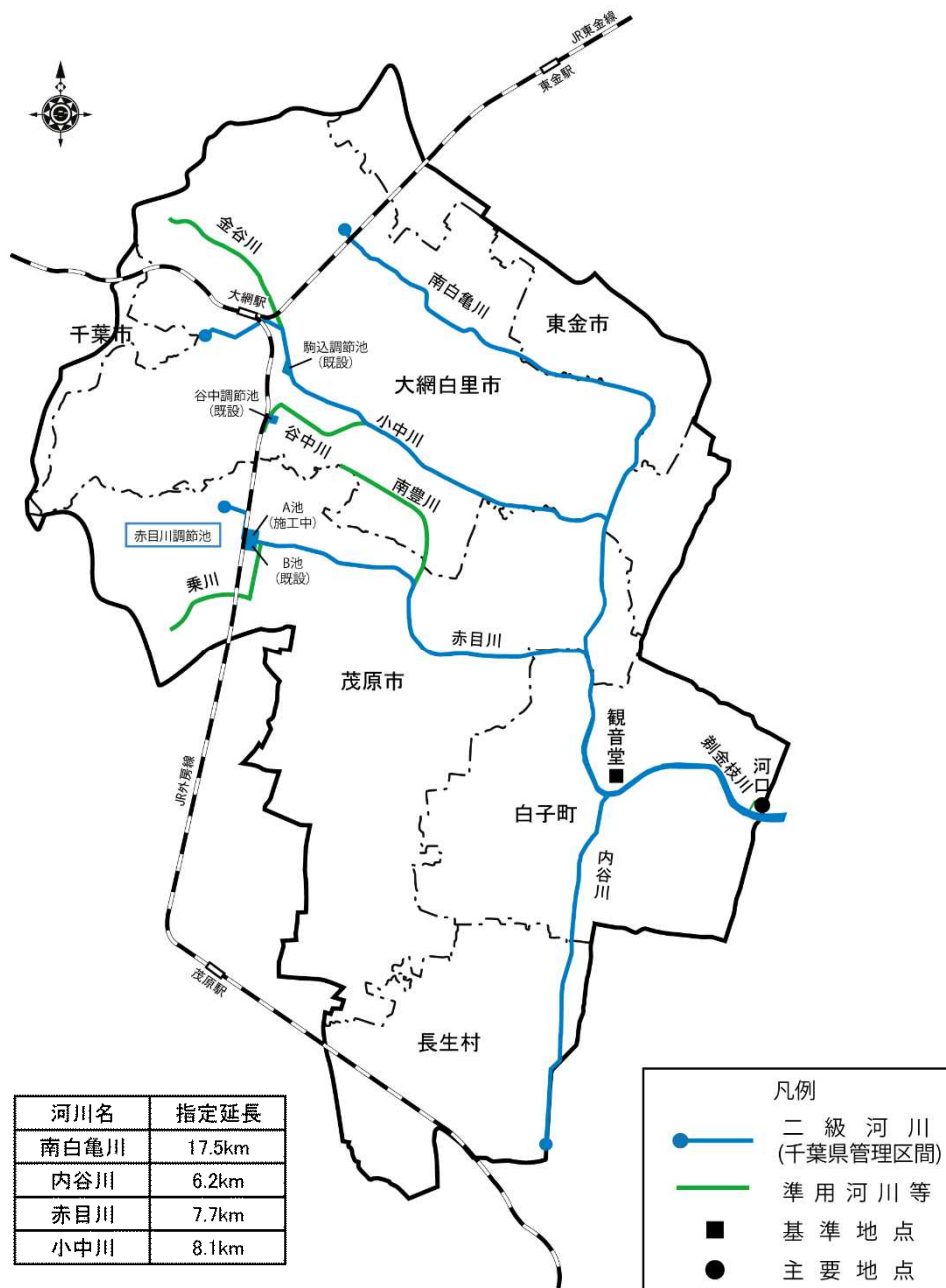 JR東金線
東金駅
金谷川
南白亀川
大網駅
東金市
千葉市
駒込調節池
(既設)
大網白里市
谷中調節池
(既設)
小中川
谷中川
南豊川
A池
(施工中)
赤目川調節池
B池
(既設)
乗川
赤目川
茂原市
観音堂
剃金枝川
河口
JR外房線
白子町
内谷川
茂原駅
長生村
河川名 指定延長
南白亀川 17.5km
内谷川 6.2km
赤目川 7.7km
小中川 8.1km
凡例
二級河川
(千葉県管理区間)
準用河川等
基準地点
主要地点